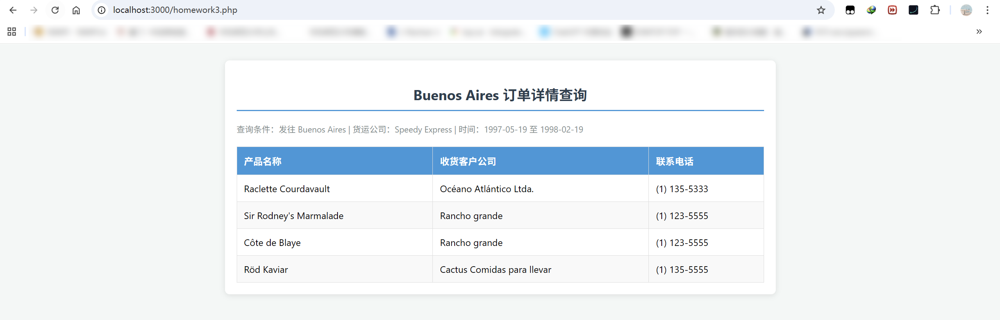 localhost:3000/homework3.php
Buenos Aires 订单详情查询
查询条件：发往 Buenos Aires | 货运公司：Speedy Express | 时间：1997-05-19 至 1998-02-19
产品名称 收货客户公司 联系电话
Raclette Courdavault Océano Atlántico Ltda. (1) 135-5333
Sir Rodney's Marmalade Rancho grande (1) 123-5555
Côte de Blaye Rancho grande (1) 123-5555
Röd Kaviar Cactus Comidas para llevar (1) 135-5555